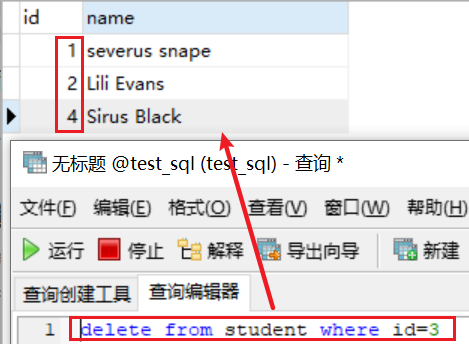 id name
1 severus snape
2 Lili Evans
4 Sirus Black
无标题 @test_sql (test_sql) - 查询 *
文件(F) 编辑(E) 格式(O) 查看(V) 窗口(W) 帮助(H)
运行 停止 解释 导出向导 新建
查询创建工具 查询编辑器
1 delete from student where id=3